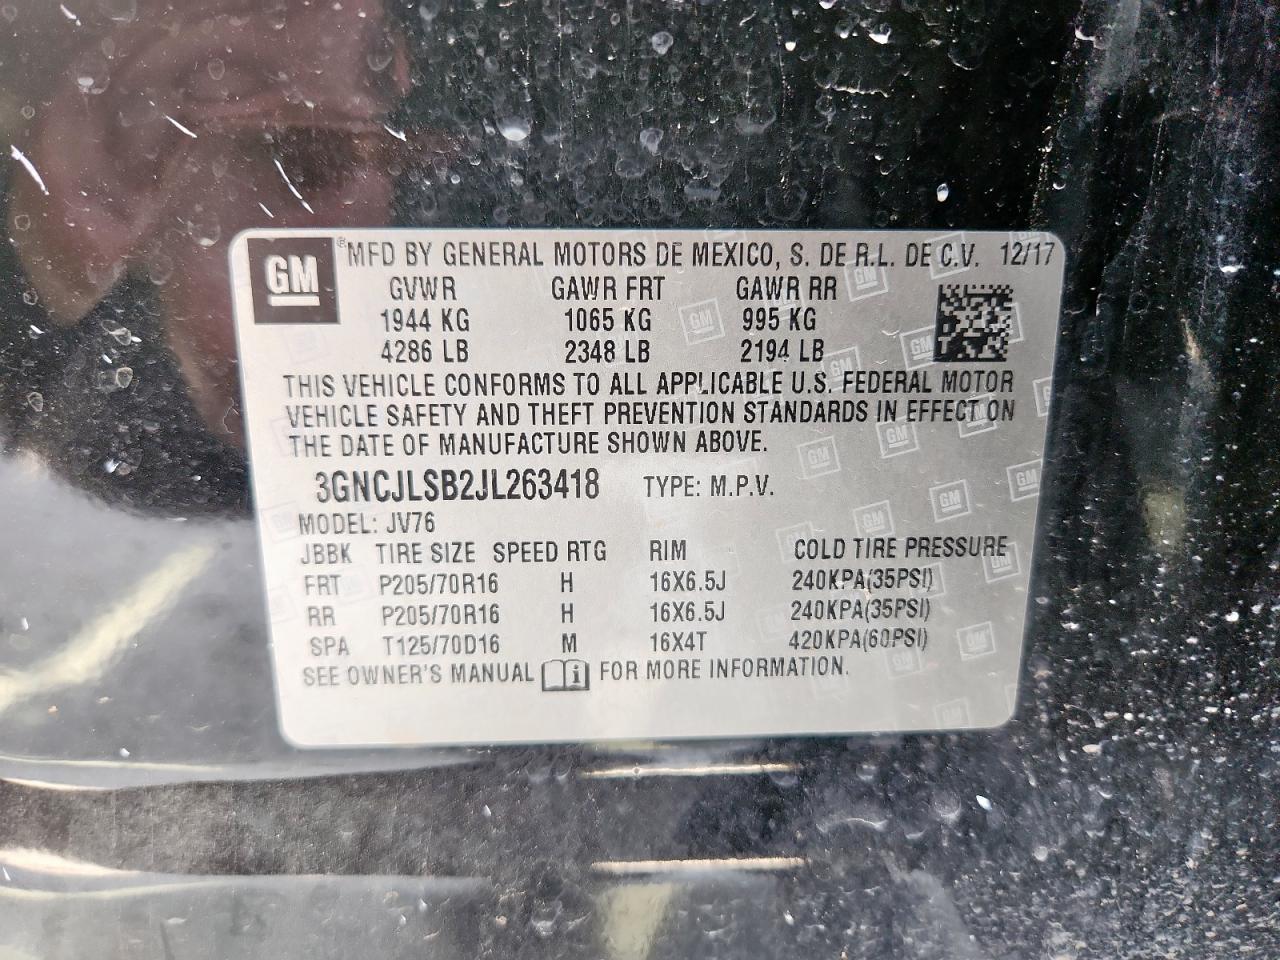 GM ® MFD BY GENERAL MOTORS DE MEXICO, S. DE R.L. DE C.V. 12/17
GVWR GAWR FRT GAWR RR
1944 KG 1065 KG 995 KG
4286 LB 2348 LB 2194 LB
THIS VEHICLE CONFORMS TO ALL APPLICABLE U.S. FEDERAL MOTOR
VEHICLE SAFETY AND THEFT PREVENTION STANDARDS IN EFFECT ON
THE DATE OF MANUFACTURE SHOWN ABOVE.
3GNCJLSB2JL263418 TYPE: M.P.V.
MODEL: JV76
JBBK TIRE SIZE SPEED RTG RIM COLD TIRE PRESSURE
FRT P205/70R16 H 16X6.5J 240KPA(35PSI)
RR P205/70R16 H 16X6.5J 240KPA(35PSI)
SPA T125/70D16 M 16X4T 420KPA(60PSI)
SEE OWNER'S MANUAL i FOR MORE INFORMATION.